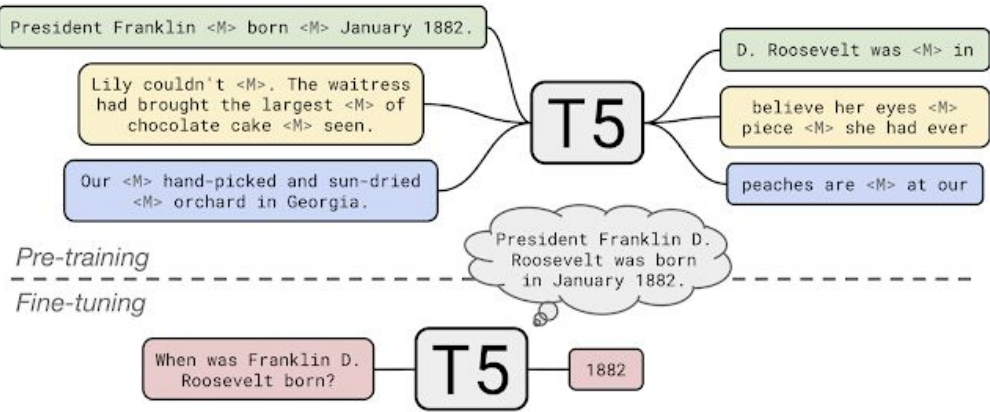 President Franklin <M> born <M> January 1882.
Lily couldn't <M>. The waitress
had brought the largest <M> of
chocolate cake <M> seen.
Our <M> hand-picked and sun-dried
<M> orchard in Georgia.
T5
D. Roosevelt was <M> in
believe her eyes <M>
piece <M> she had ever
peaches are <M> at our
Pre-training
President Franklin D.
Roosevelt was born
in January 1882.
Fine-tuning
When was Franklin D.
Roosevelt born?
T5
1882